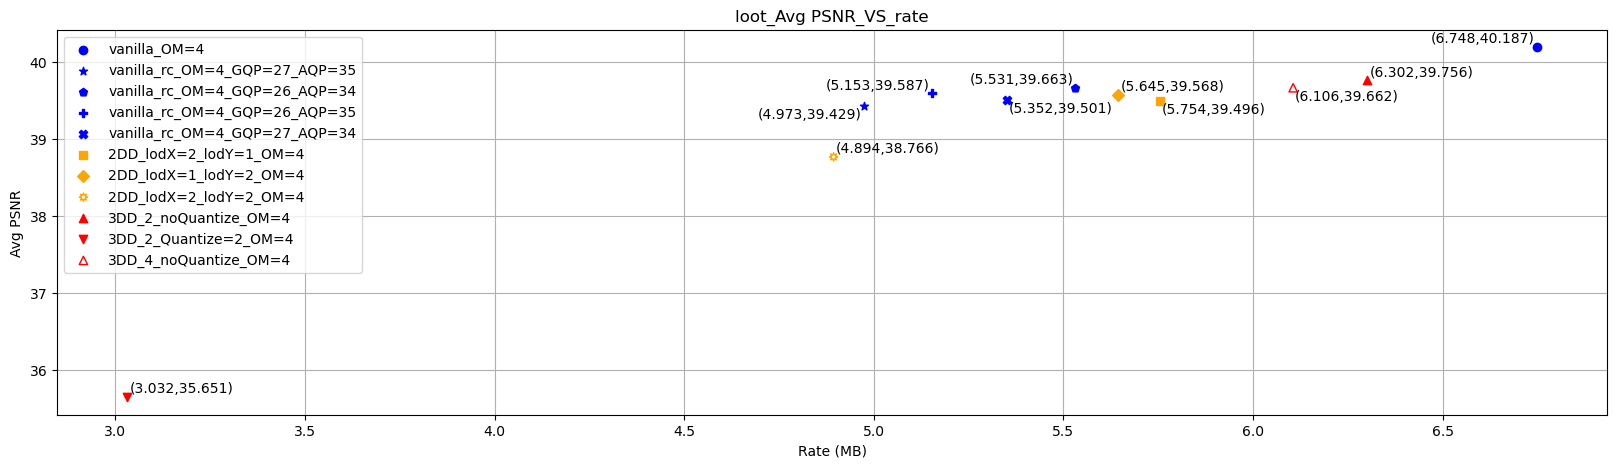 loot_Avg PSNR_VS_rate
vanilla_OM=4
vanilla_rc_OM=4_GQP=27_AQP=35
vanilla_rc_OM=4_GQP=26_AQP=34
vanilla_rc_OM=4_GQP=26_AQP=35
vanilla_rc_OM=4_GQP=27_AQP=34
2DD_lodX=2_lodY=1_OM=4
2DD_lodX=1_lodY=2_OM=4
2DD_lodX=2_lodY=2_OM=4
3DD_2_noQuantize_OM=4
3DD_2_Quantize=2_OM=4
3DD_4_noQuantize_OM=4
(6.748,40.187)
(6.302,39.756)
(6.106,39.662)
(5.531,39.663)
(5.645,39.568)
(5.153,39.587)
(5.352,39.501)
(5.754,39.496)
(4.973,39.429)
(4.894,38.766)
(3.032,35.651)
Avg PSNR
40
39
38
37
36
3.0
3.5
4.0
4.5
5.0
5.5
6.0
6.5
Rate (MB)